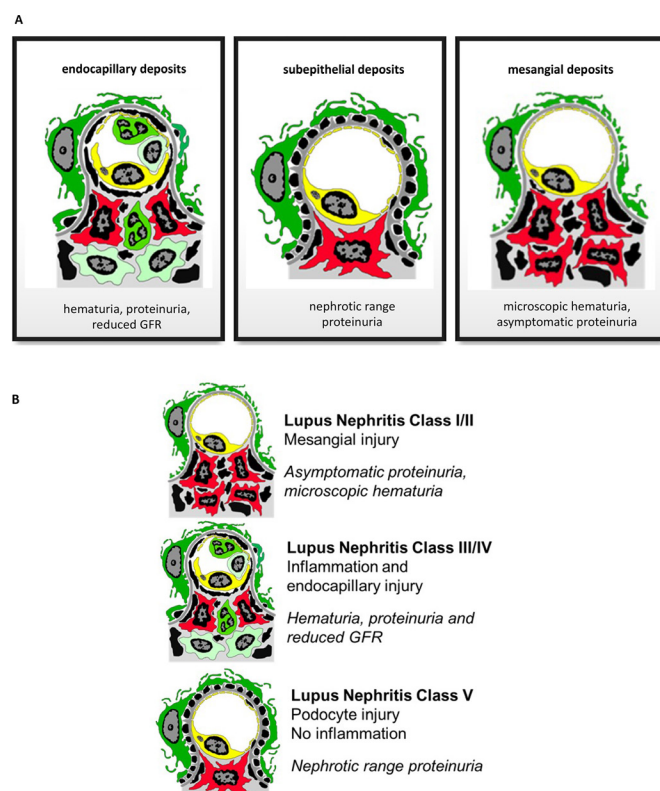 A
endocapillary deposits
hematuria, proteinuria,
reduced GFR
subepithelial deposits
nephrotic range
proteinuria
mesangial deposits
microscopic hematuria,
asymptomatic proteinuria
B
Lupus Nephritis Class I/II
Mesangial injury
Asymptomatic proteinuria,
microscopic hematuria
Lupus Nephritis Class III/IV
Inflammation and
endocapillary injury
Hematuria, proteinuria and
reduced GFR
Lupus Nephritis Class V
Podocyte injury
No inflammation
Nephrotic range proteinuria